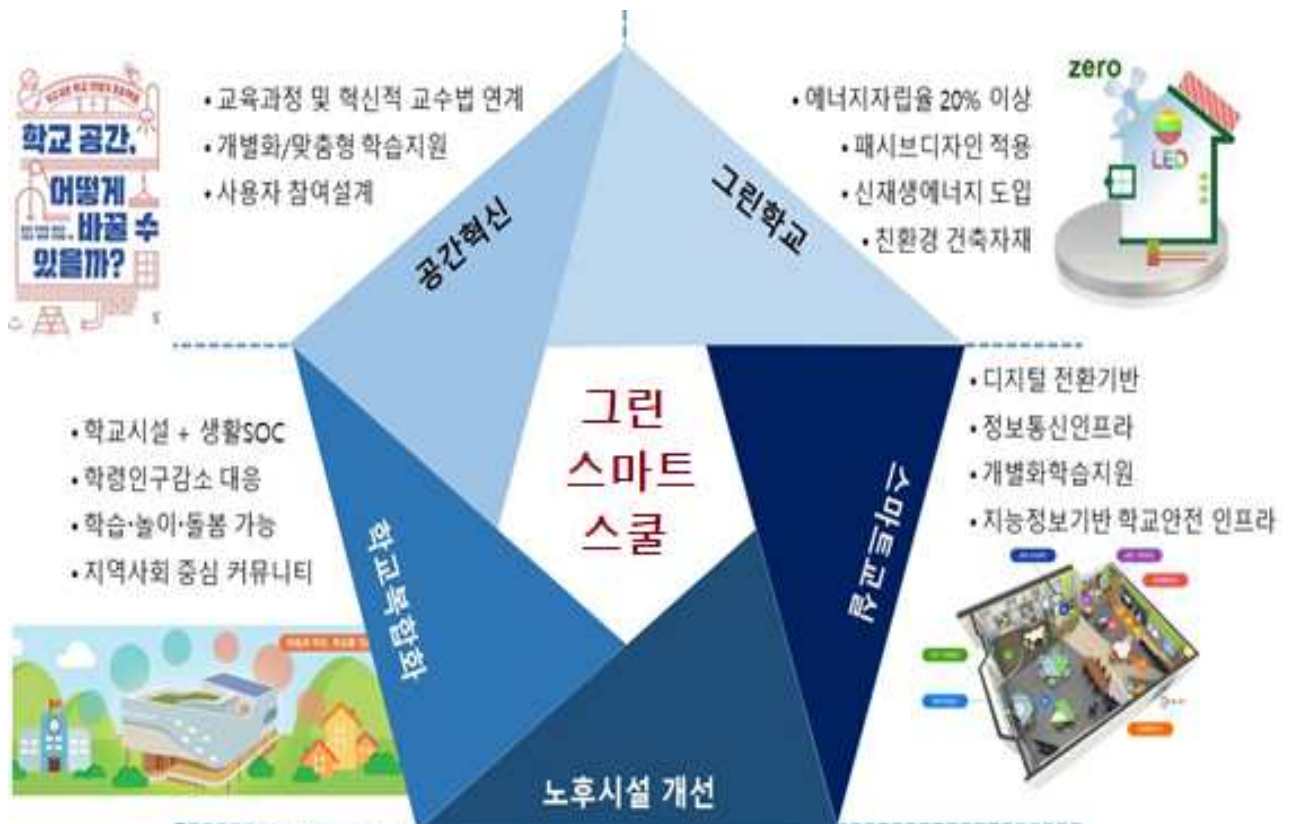 학교 공간,
어떻게
바꿀 수
있을까?
• 교육과정 및 혁신적 교수법 연계
• 개별화/맞춤형 학습지원
• 사용자 참여설계
공간혁신
그린학교
• 에너지자립율 20% 이상
• 패시브디자인 적용
• 신재생에너지 도입
• 친환경 건축자재
zero
LED
• 학교시설 + 생활SOC
• 학령인구감소 대응
• 학습·놀이·돌봄 가능
• 지역사회 중심 커뮤니티
학교복합화
그린
스마트
스쿨
스마트교실
• 디지털 전환기반
• 정보통신인프라
• 개별화학습지원
• 지능정보기반 학교안전 인프라
노후시설 개선